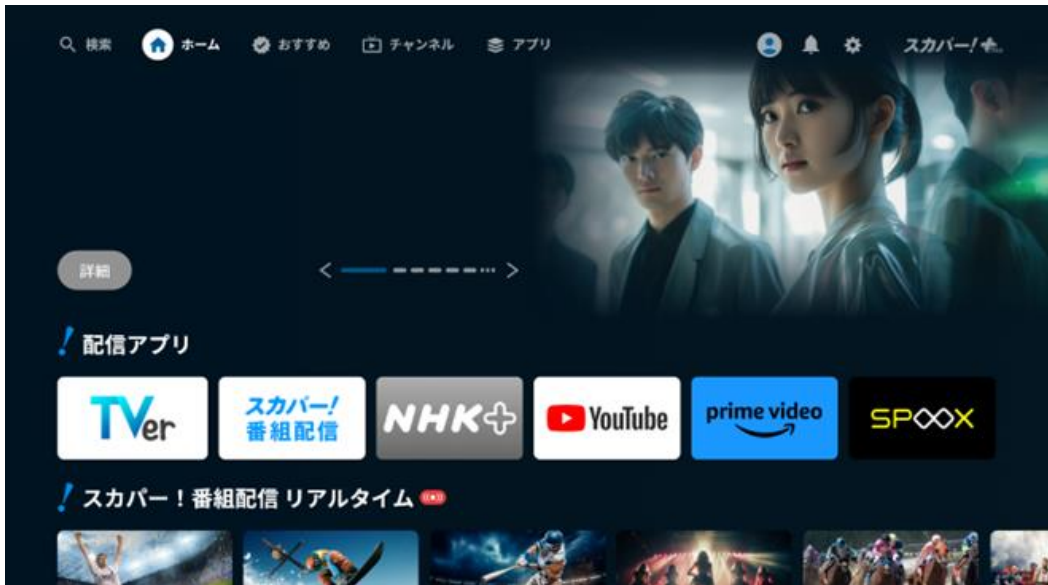 検索 ホーム おすすめ チャンネル アプリ スカパー!+
詳細
配信アプリ
TVer
スカパー!
番組配信
NHK+
YouTube
prime video
SPOOX
スカパー！番組配信 リアルタイム